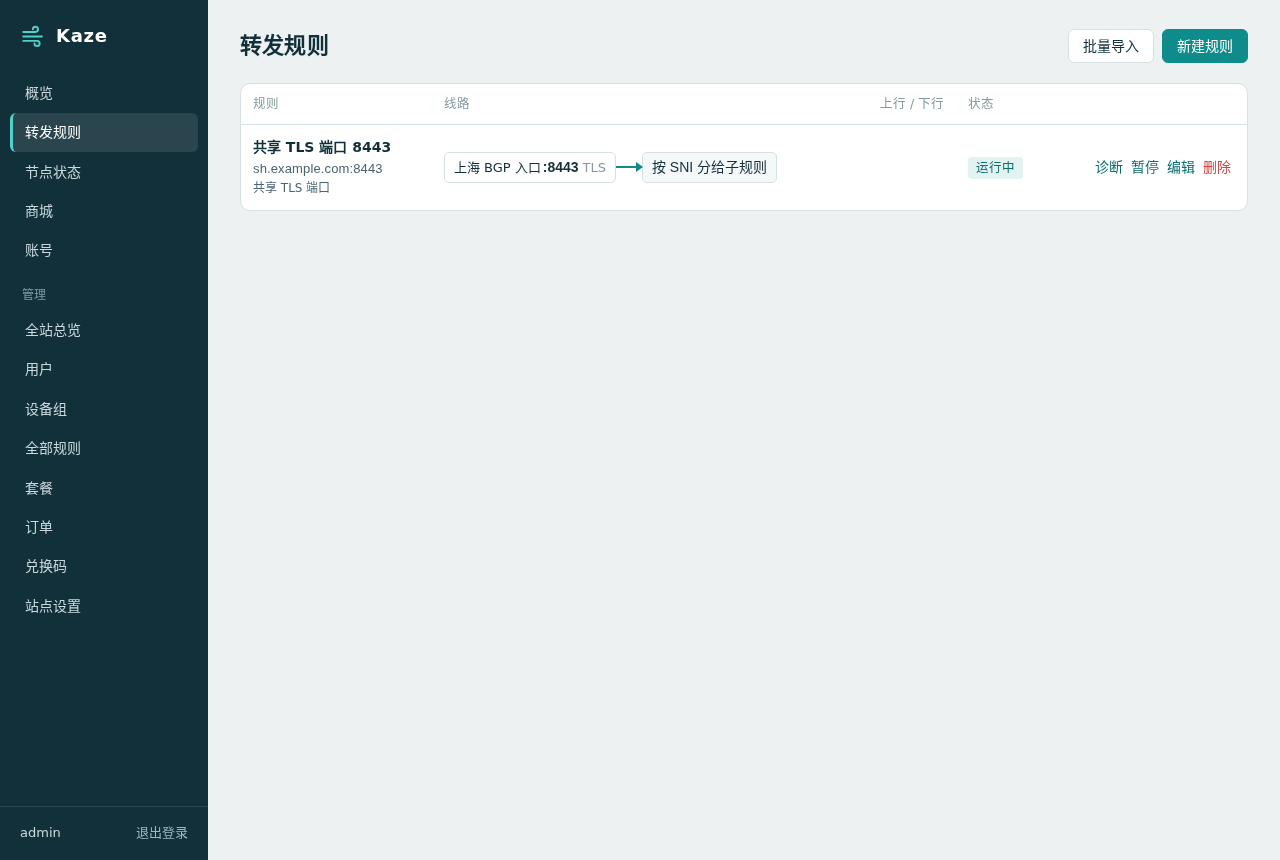 Kaze
概览
转发规则
节点状态
商城
账号
管理
全站总览
用户
设备组
全部规则
套餐
订单
兑换码
站点设置
admin 退出登录
转发规则
批量导入 新建规则
规则 线路 上行 / 下行 状态
共享 TLS 端口 8443
sh.example.com:8443
共享 TLS 端口
上海 BGP 入口:8443 TLS 按 SNI 分给子规则
运行中
诊断 暂停 编辑 删除